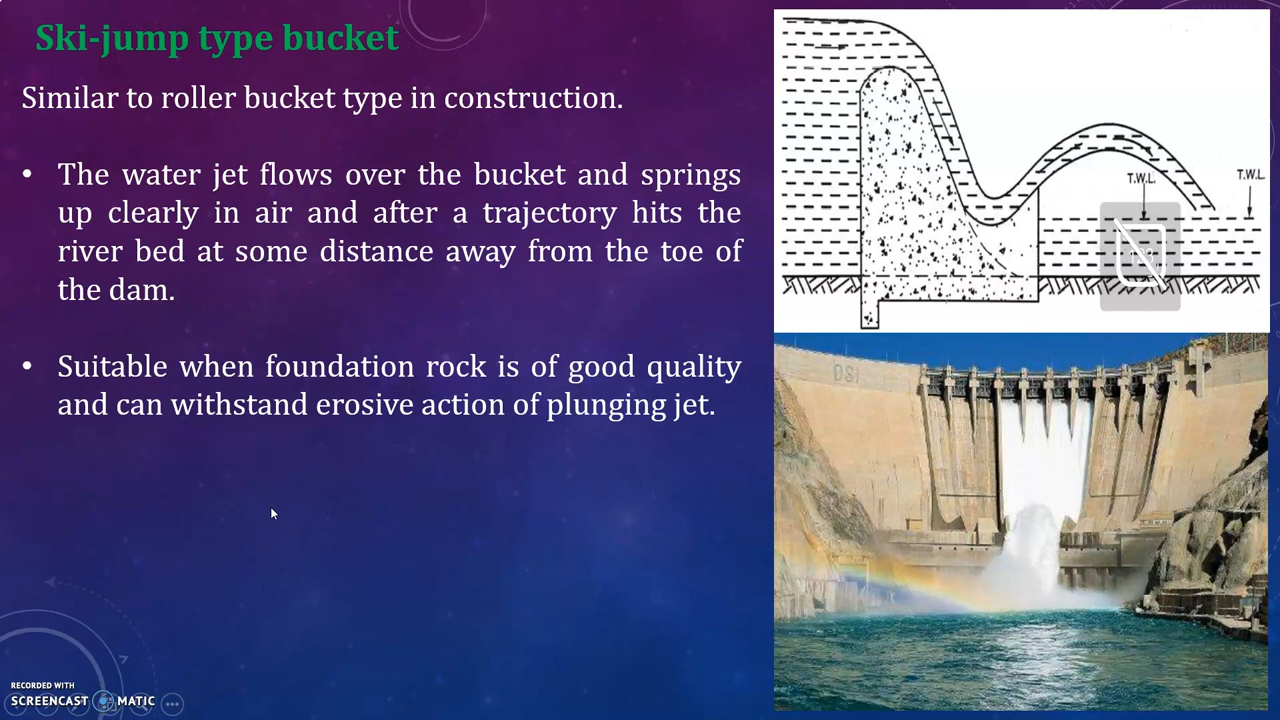 Ski-jump type bucket
Similar to roller bucket type in construction.
• The water jet flows over the bucket and springs
up clearly in air and after a trajectory hits the
river bed at some distance away from the toe of
the dam.
• Suitable when foundation rock is of good quality
and can withstand erosive action of plunging jet.
T.W.L.
T.W.L.
RECORDED WITH
SCREENCAST MATIC